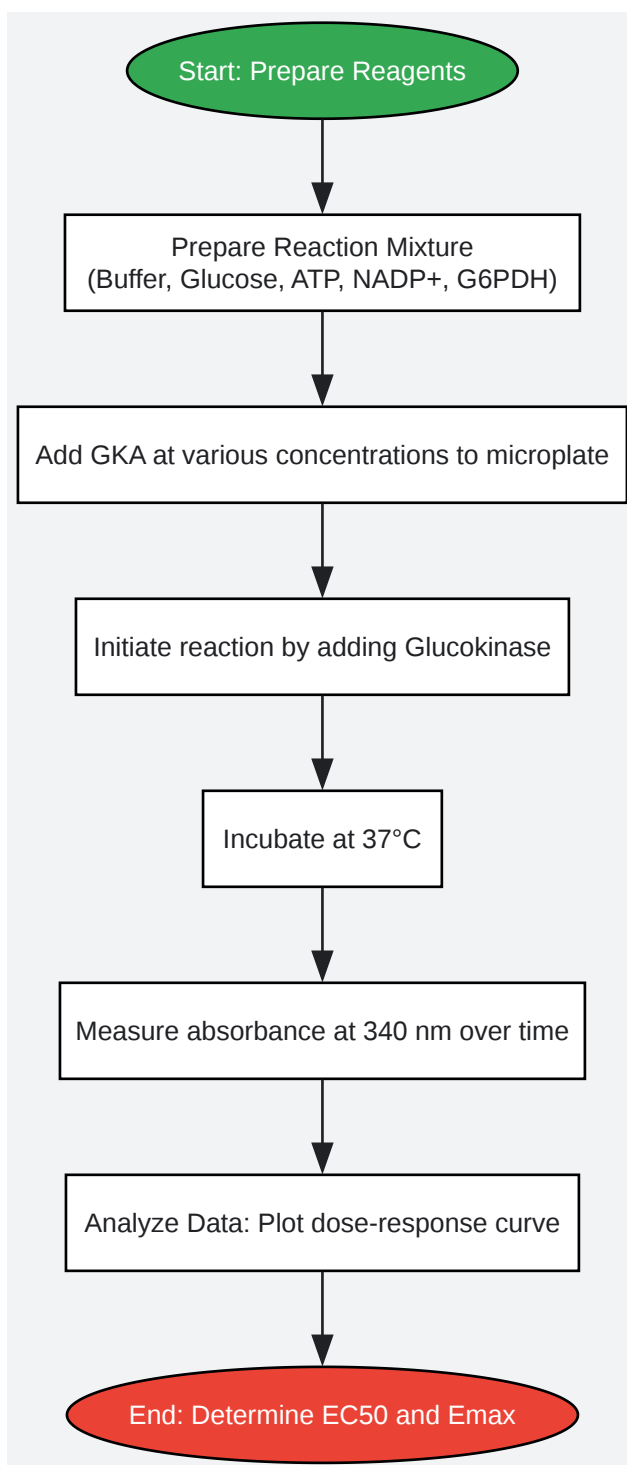 Start: Prepare Reagents
Prepare Reaction Mixture
(Buffer, Glucose, ATP, NADP+, G6PDH)
Add GKA at various concentrations to microplate
Initiate reaction by adding Glucokinase
Incubate at 37°C
Measure absorbance at 340 nm over time
Analyze Data: Plot dose-response curve
End: Determine EC50 and Emax